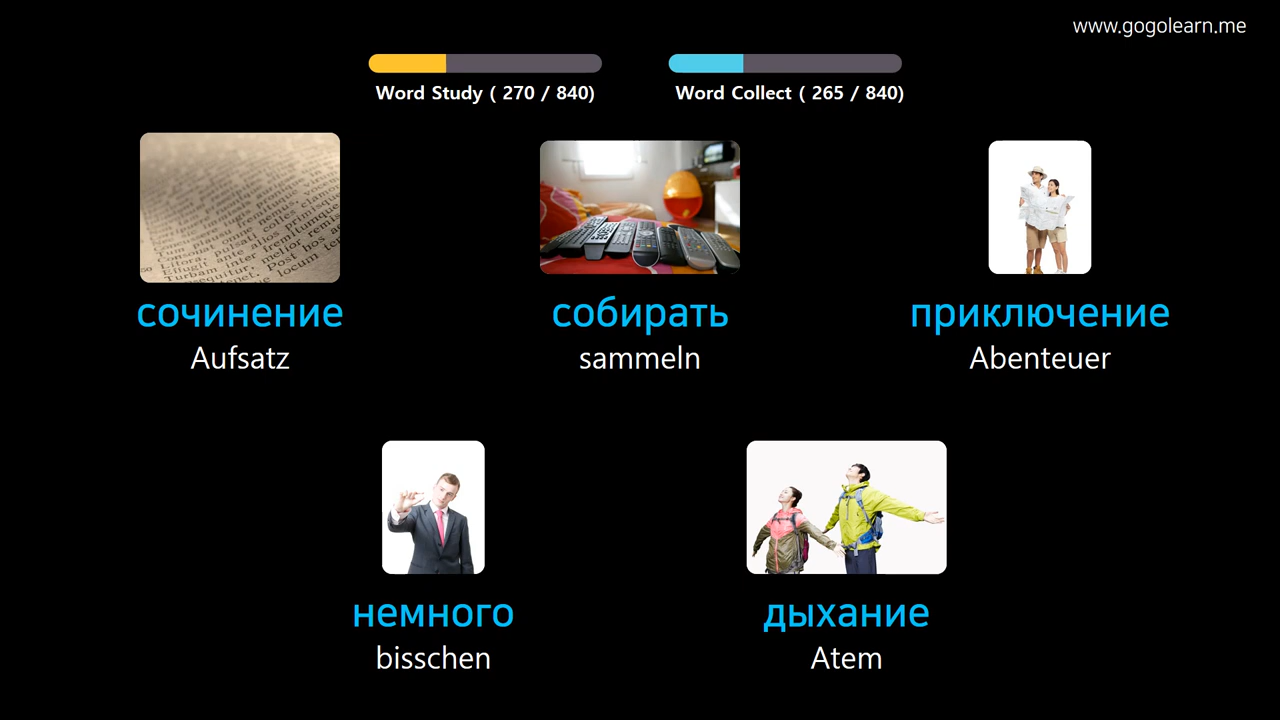 www.gogolearn.me
Word Study ( 270 / 840)
Word Collect ( 265 / 840)
сочинение
Aufsatz
собирать
sammeln
приключение
Abenteuer
немного
bisschen
дыхание
Atem